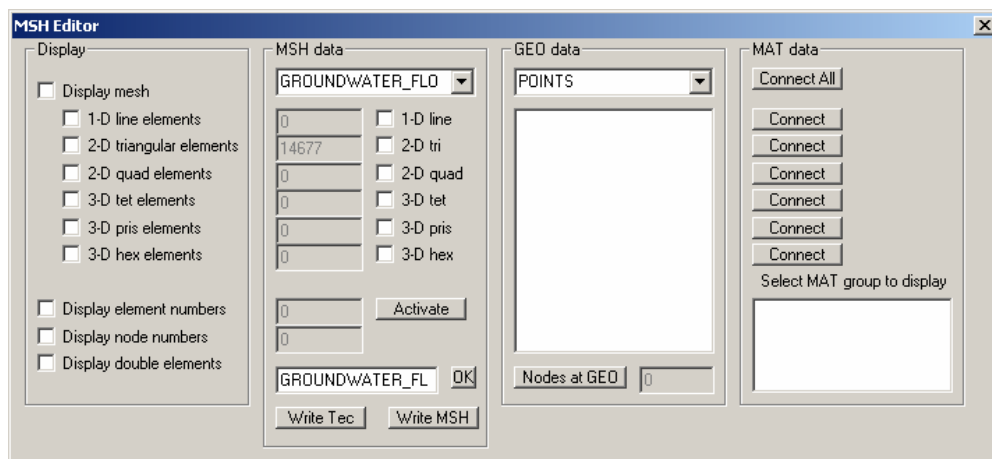 MSH Editor
Display
Display mesh
1-D line elements
2-D triangular elements
2-D quad elements
3-D tet elements
3-D pris elements
3-D hex elements
Display element numbers
Display node numbers
Display double elements
MSH data
GROUNDWATER_FLO
0
1-D line
14677
2-D tri
0
2-D quad
0
3-D tet
0
3-D pris
0
3-D hex
0
Activate
0
GROUNDWATER_FL
OK
Write Tec
Write MSH
GEO data
POINTS
Nodes at GEO
0
MAT data
Connect All
Connect
Connect
Connect
Connect
Connect
Connect
Select MAT group to display